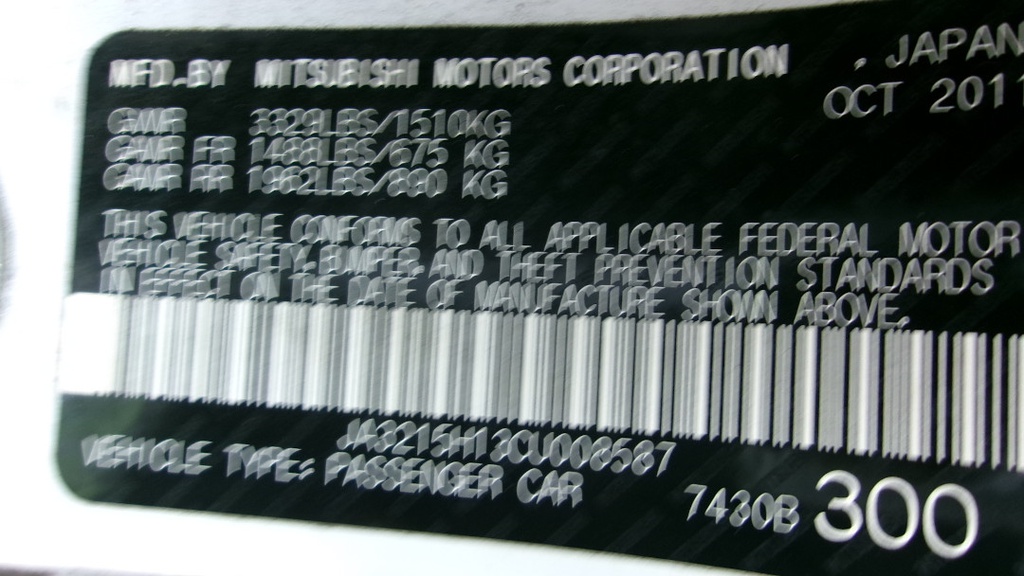 MFD.BY MITSUBISHI MOTORS CORPORATION , JAPAN
OCT 2011
GVWR 3329LBS/1510KG
GAWR FR 1488LBS/675 KG
GAWR RR 1962LBS/890 KG
THIS VEHICLE CONFORMS TO ALL APPLICABLE FEDERAL MOTOR
VEHICLE SAFETY,BUMPER,AND THEFT PREVENTION STANDARDS
IN EFFECT ON THE DATE OF MANUFACTURE SHOWN ABOVE.
JA3215H13CU008587
VEHICLE TYPE: PASSENGER CAR
7430B 300